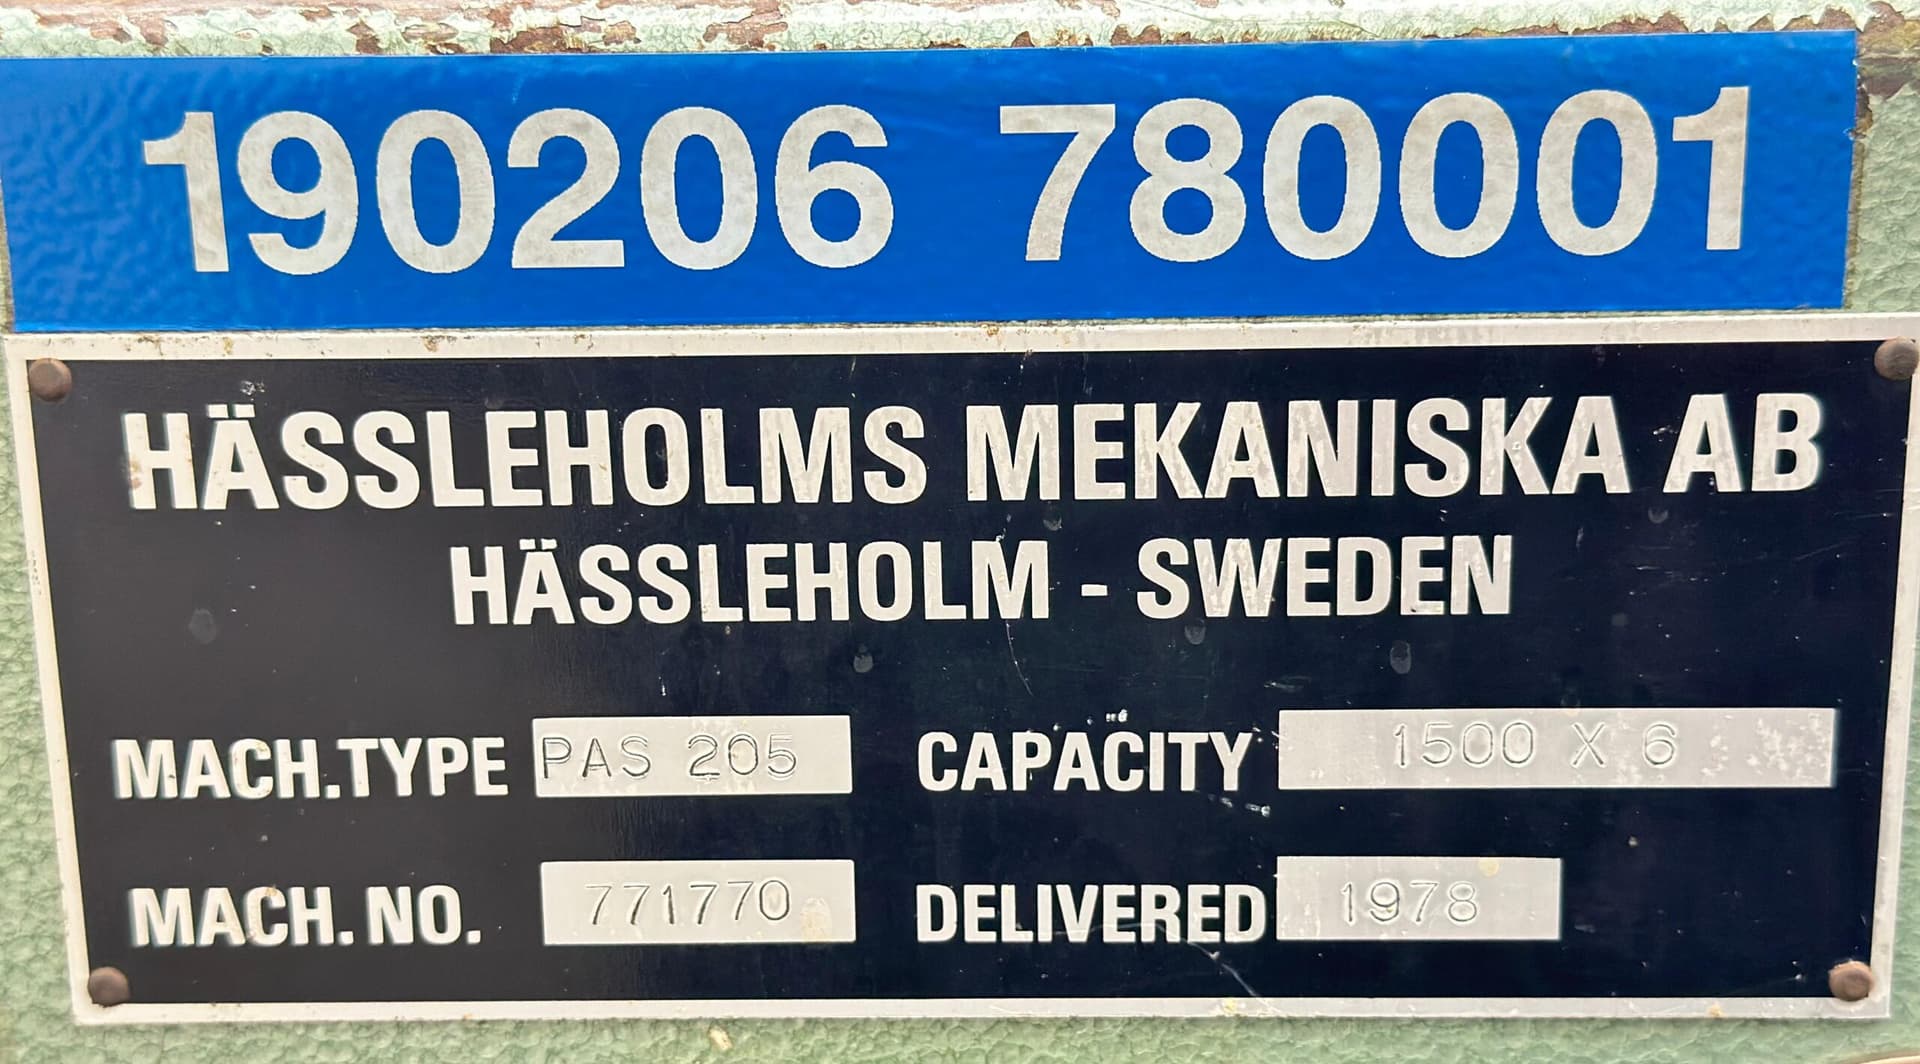 190206 780001
HÄSSLEHOLMS MEKANISKA AB
HÄSSLEHOLM - SWEDEN
MACH.TYPE PAS 205 CAPACITY 1500 X 6
MACH. NO. 771770 DELIVERED 1978